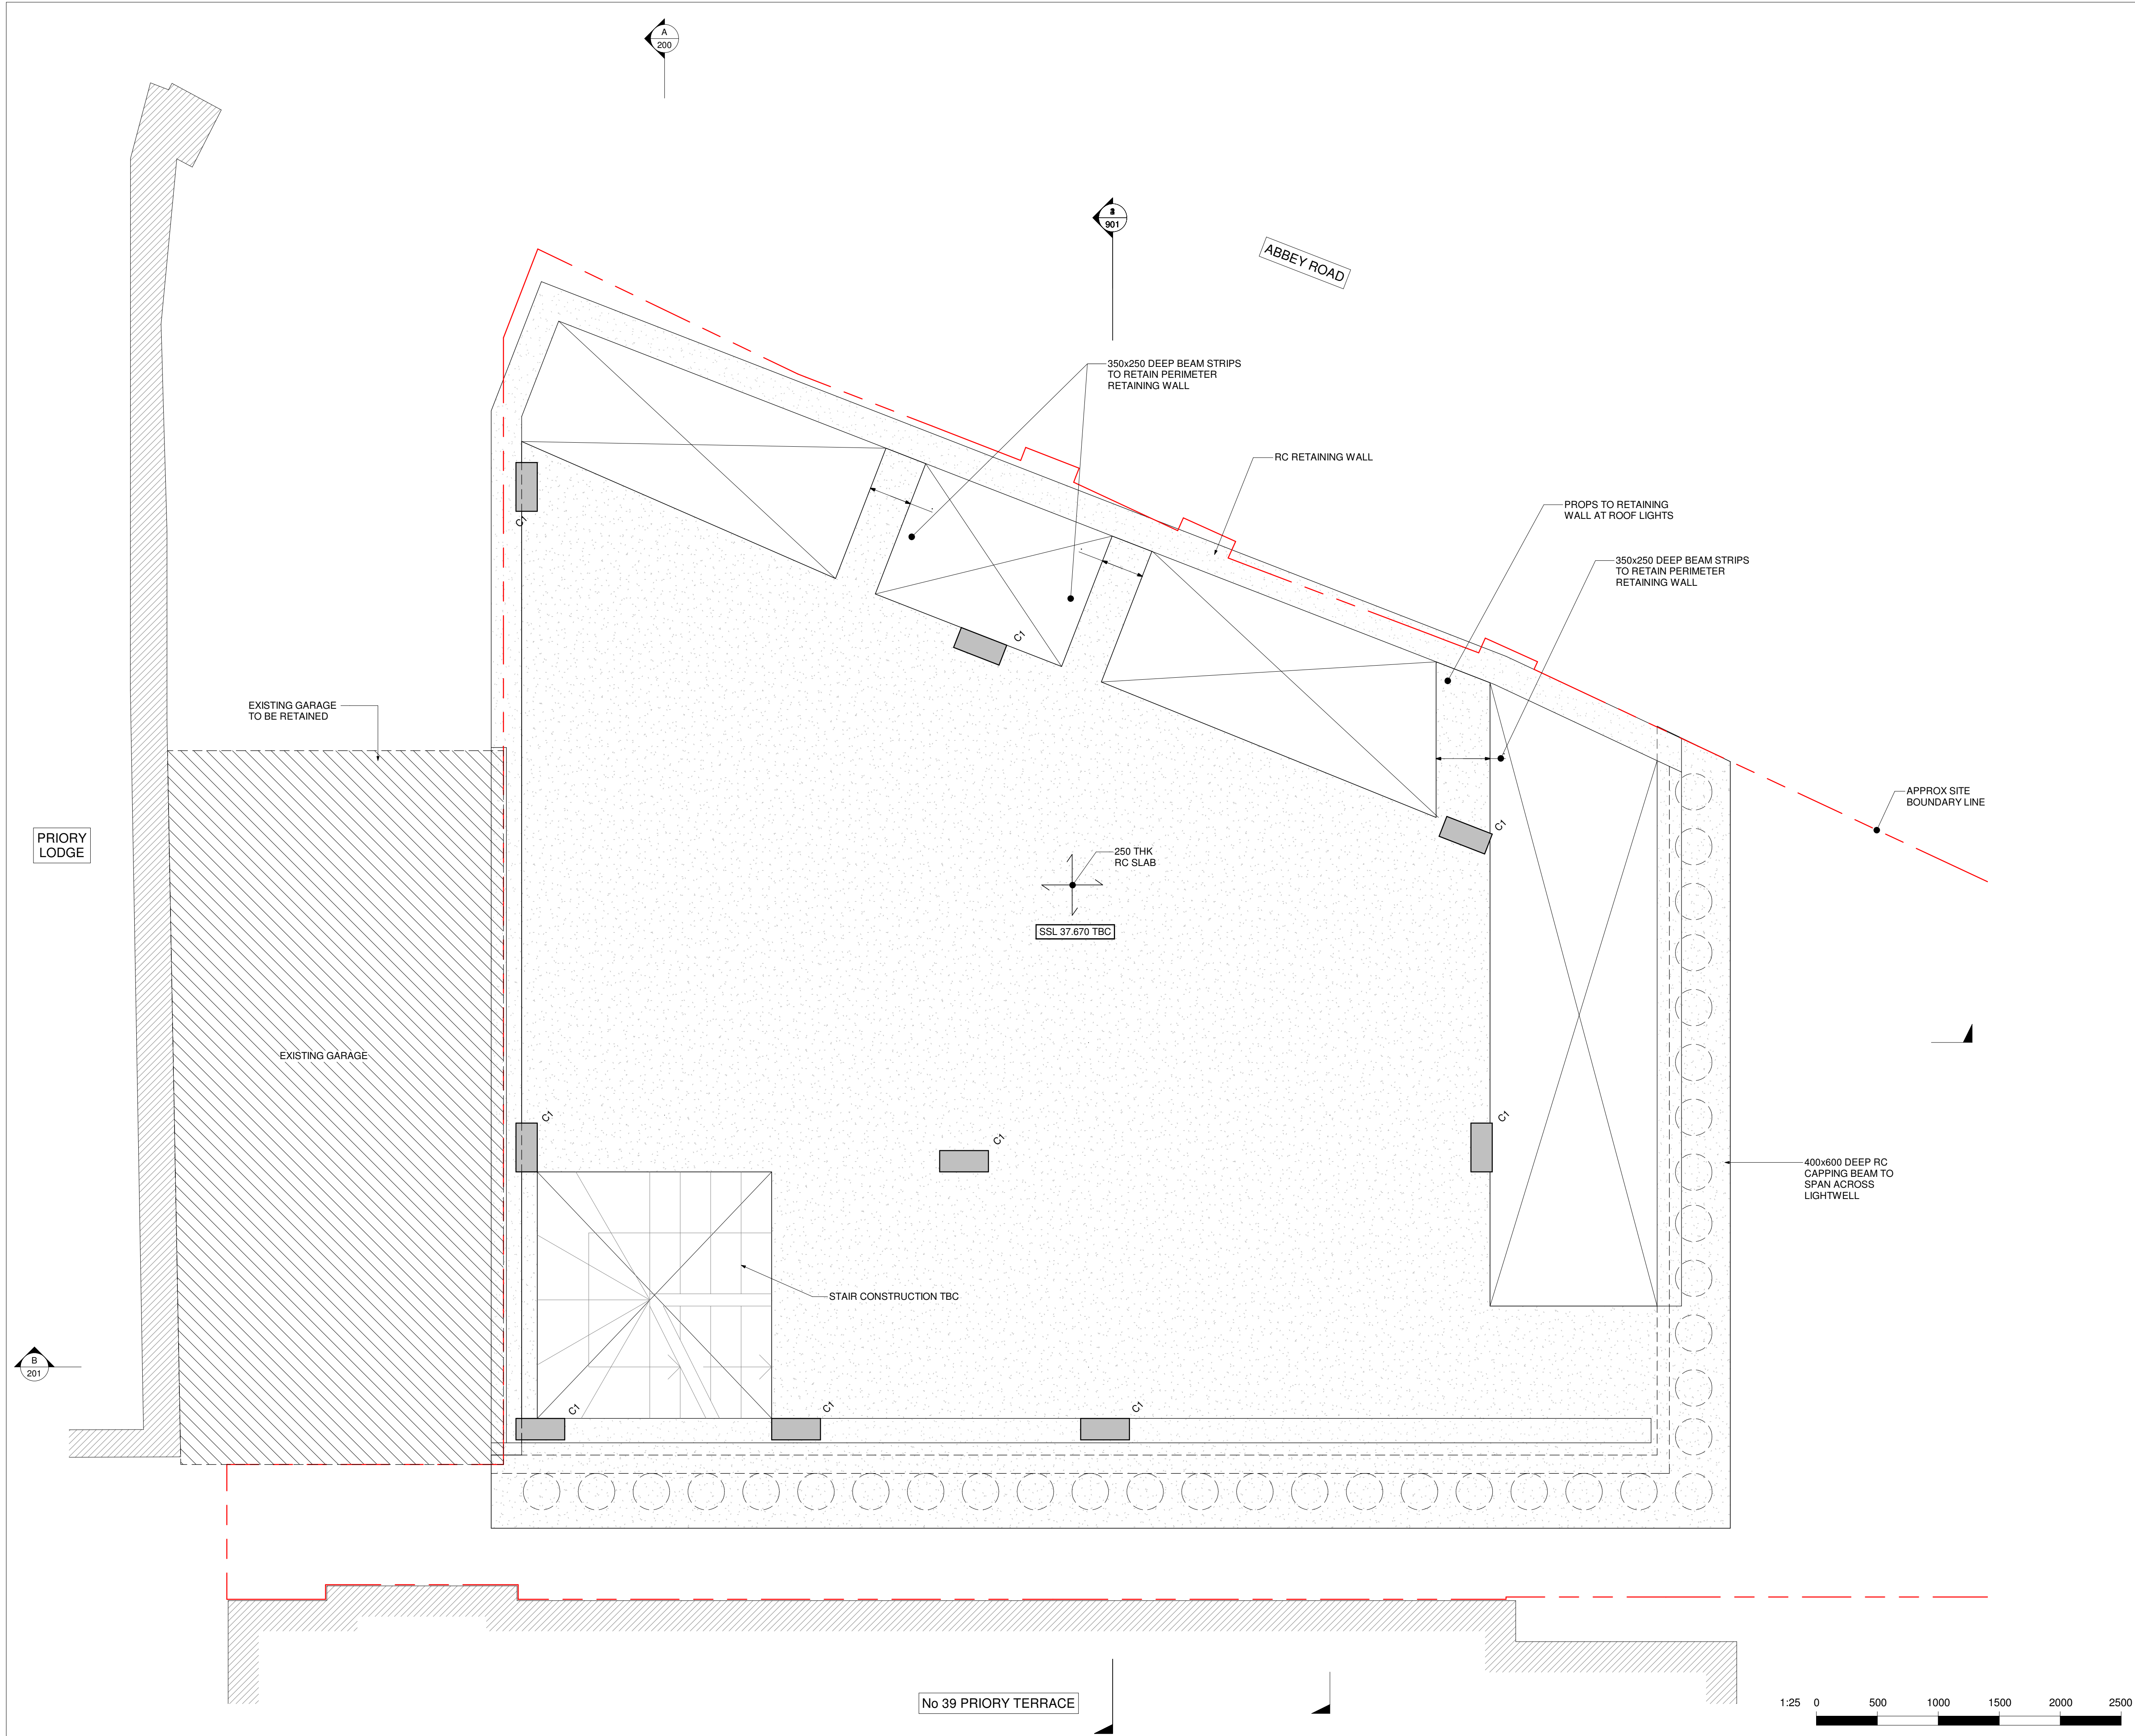 A
200
901
ABBEY ROAD
350x250 DEEP BEAM STRIPS
TO RETAIN PERIMETER
RETAINING WALL
RC RETAINING WALL
PROPS TO RETAINING
WALL AT ROOF LIGHTS
C1
350x250 DEEP BEAM STRIPS
TO RETAIN PERIMETER
RETAINING WALL
C1
EXISTING GARAGE
TO BE RETAINED
APPROX SITE
BOUNDARY LINE
PRIORY
LODGE
C1
250 THK
RC SLAB
SSL 37.670 TBC
EXISTING GARAGE
C1
C1
C1
400x600 DEEP RC
CAPPING BEAM TO
SPAN ACROSS
LIGHTWELL
STAIR CONSTRUCTION TBC
B
201
C1
C1
C1
No 39 PRIORY TERRACE
1:25 0 500 1000 1500 2000 2500